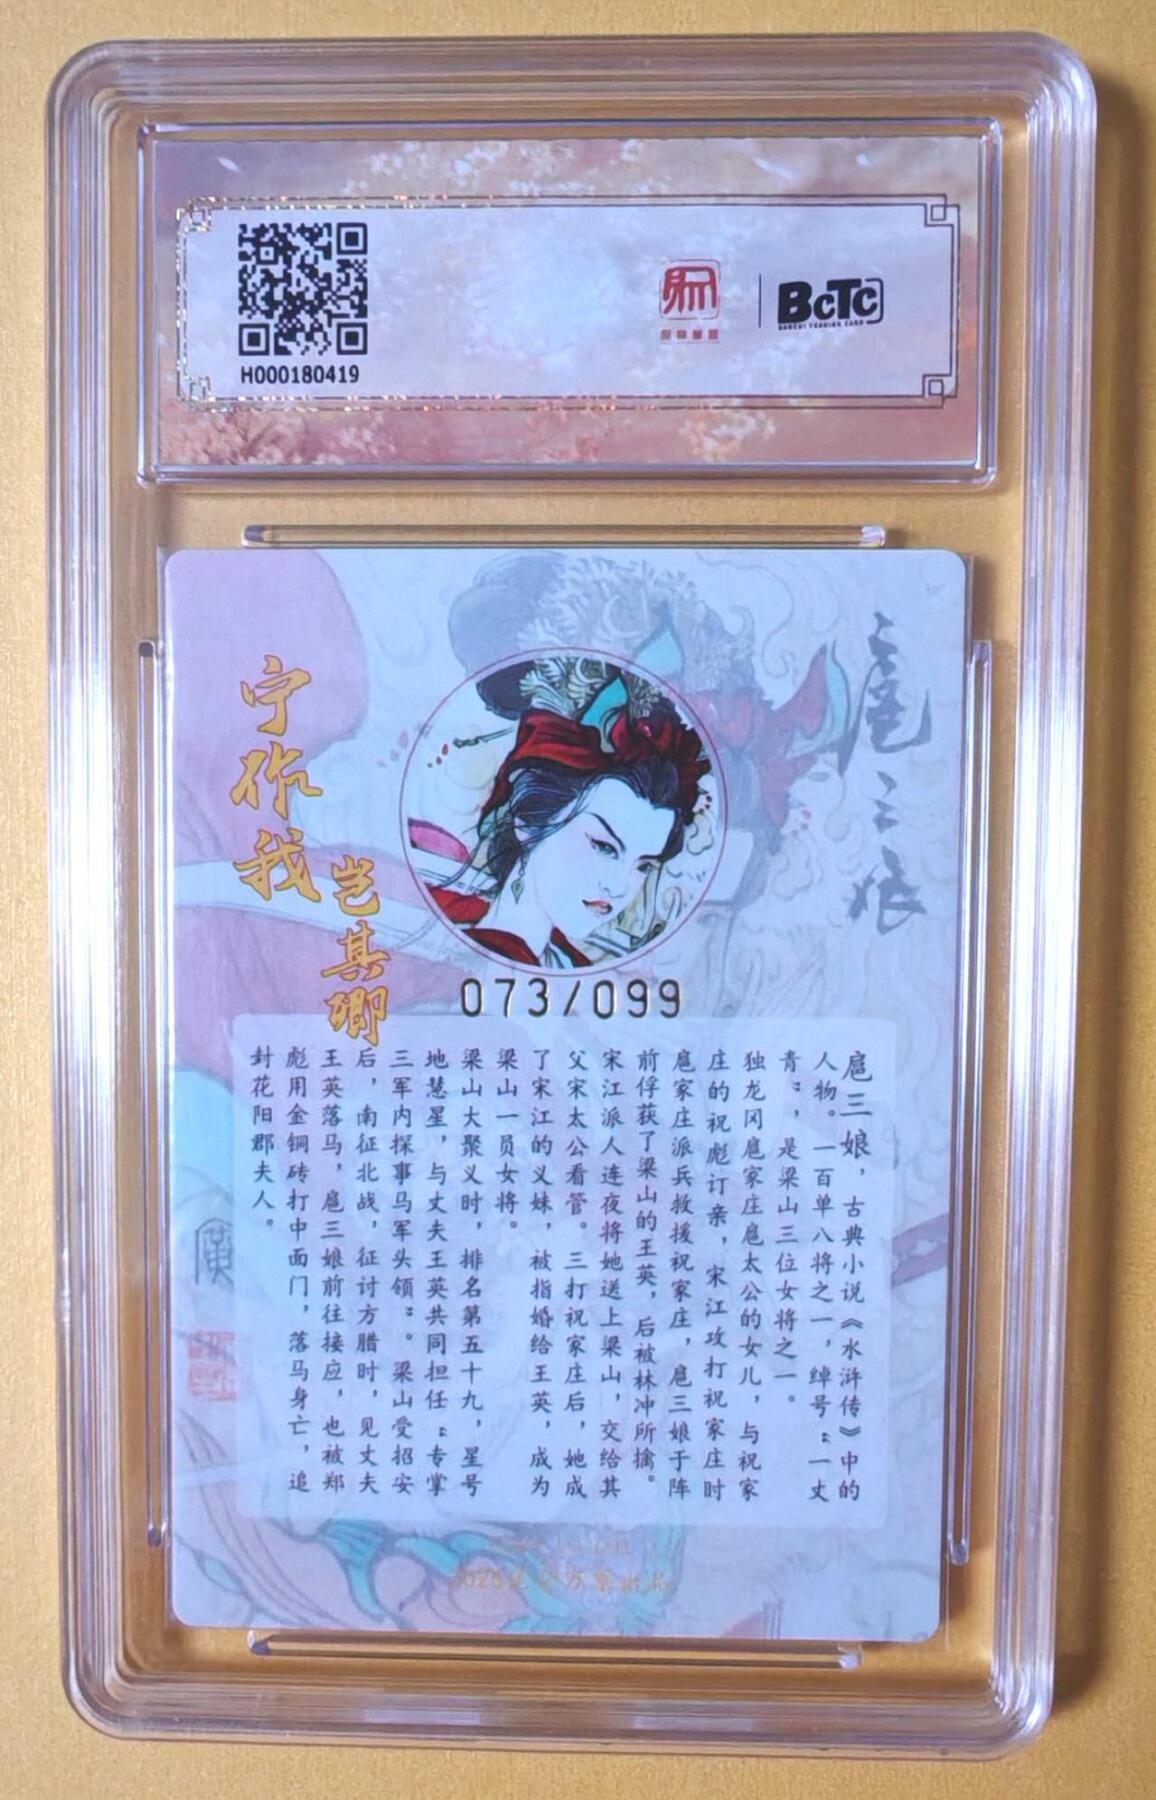 H000180419
BCTC
BANCUI TRADING CARD
宁作我
岂其卿
扈三娘
073/099
扈三娘，古典小说《水浒传》中的
人物。一百单八将之一，绰号“一丈
青”，是梁山三位女将之一。
独龙冈扈家庄扈太公的女儿，与祝家
庄的祝彪订亲，宋江攻打祝家庄时
扈家庄派兵救援祝家庄，扈三娘于阵
前俘获了梁山的王英，后被林冲所擒。
宋江派人连夜将她送上梁山，交给其
父宋太公看管。三打祝家庄后，她成
了宋江的义妹，被指婚给王英，成为
梁山一员女将。
梁山大聚义时，排名第五十九，星号
地慧星，与丈夫王英共同担任“专掌
三军内探事马军头领”。梁山受招安
后，南征北战，征讨方腊时，见丈夫
王英落马，扈三娘前往接应，也被郑
彪用金铜砖打中面门，落马身亡，追
封花阳郡夫人。